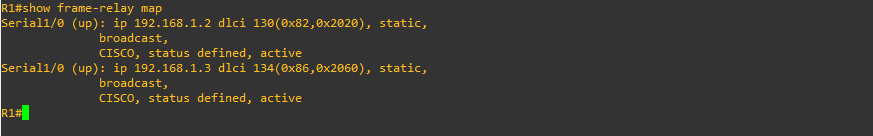 R1#show frame-relay map
Serial1/0 (up): ip 192.168.1.2 dlci 130(0x82,0x2020), static,
broadcast,
CISCO, status defined, active
Serial1/0 (up): ip 192.168.1.3 dlci 134(0x86,0x2060), static,
broadcast,
CISCO, status defined, active
R1#